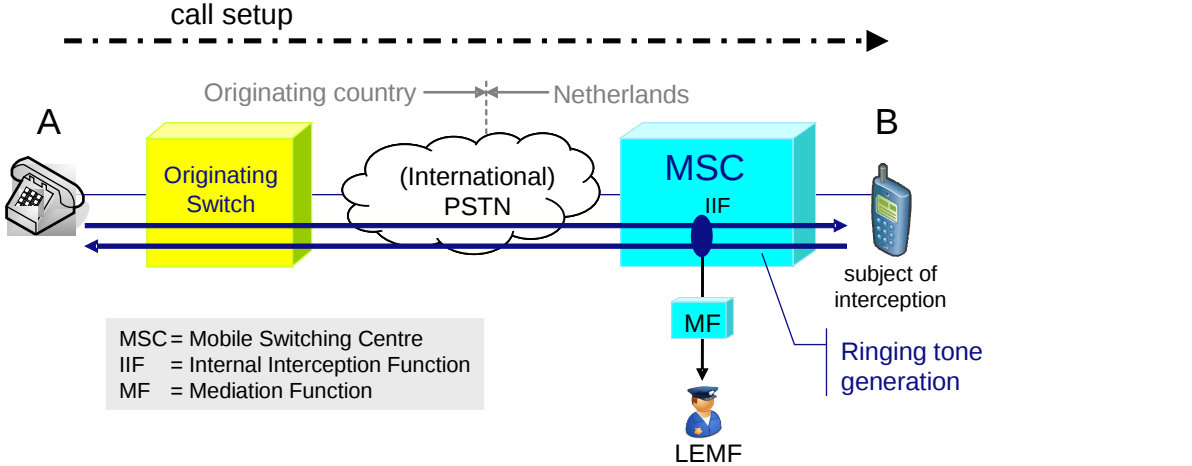 call setup
Originating country
Netherlands
A
B
Originating
Switch
(International)
PSTN
MSC
IIF
subject of
interception
MF
MSC = Mobile Switching Centre
IIF = Internal Interception Function
MF = Mediation Function
Ringing tone
generation
LEMF